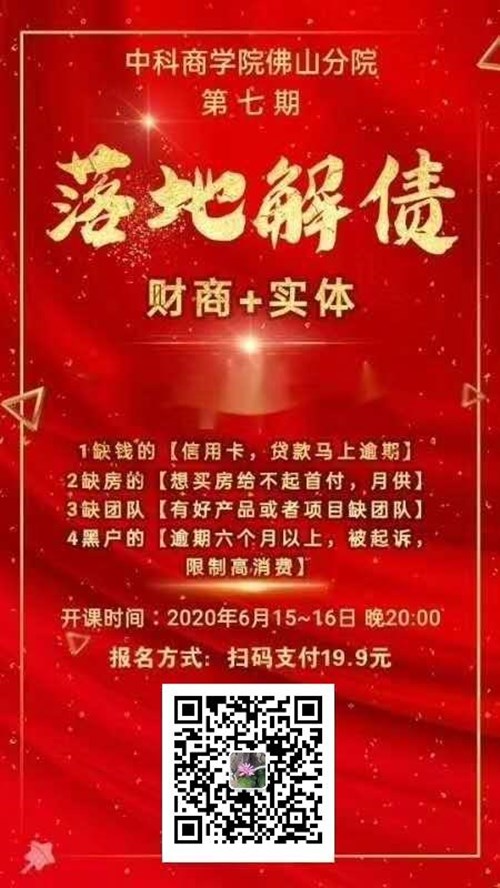 中科商学院佛山分院
第七期
落地解债
财商+实体
1缺钱的【信用卡，贷款马上逾期】
2缺房的【想买房给不起首付，月供】
3缺团队【有好产品或者项目缺团队】
4黑户的【逾期六个月以上，被起诉，
限制高消费】
开课时间：2020年6月15~16日 晚20:00
报名方式：扫码支付19.9元